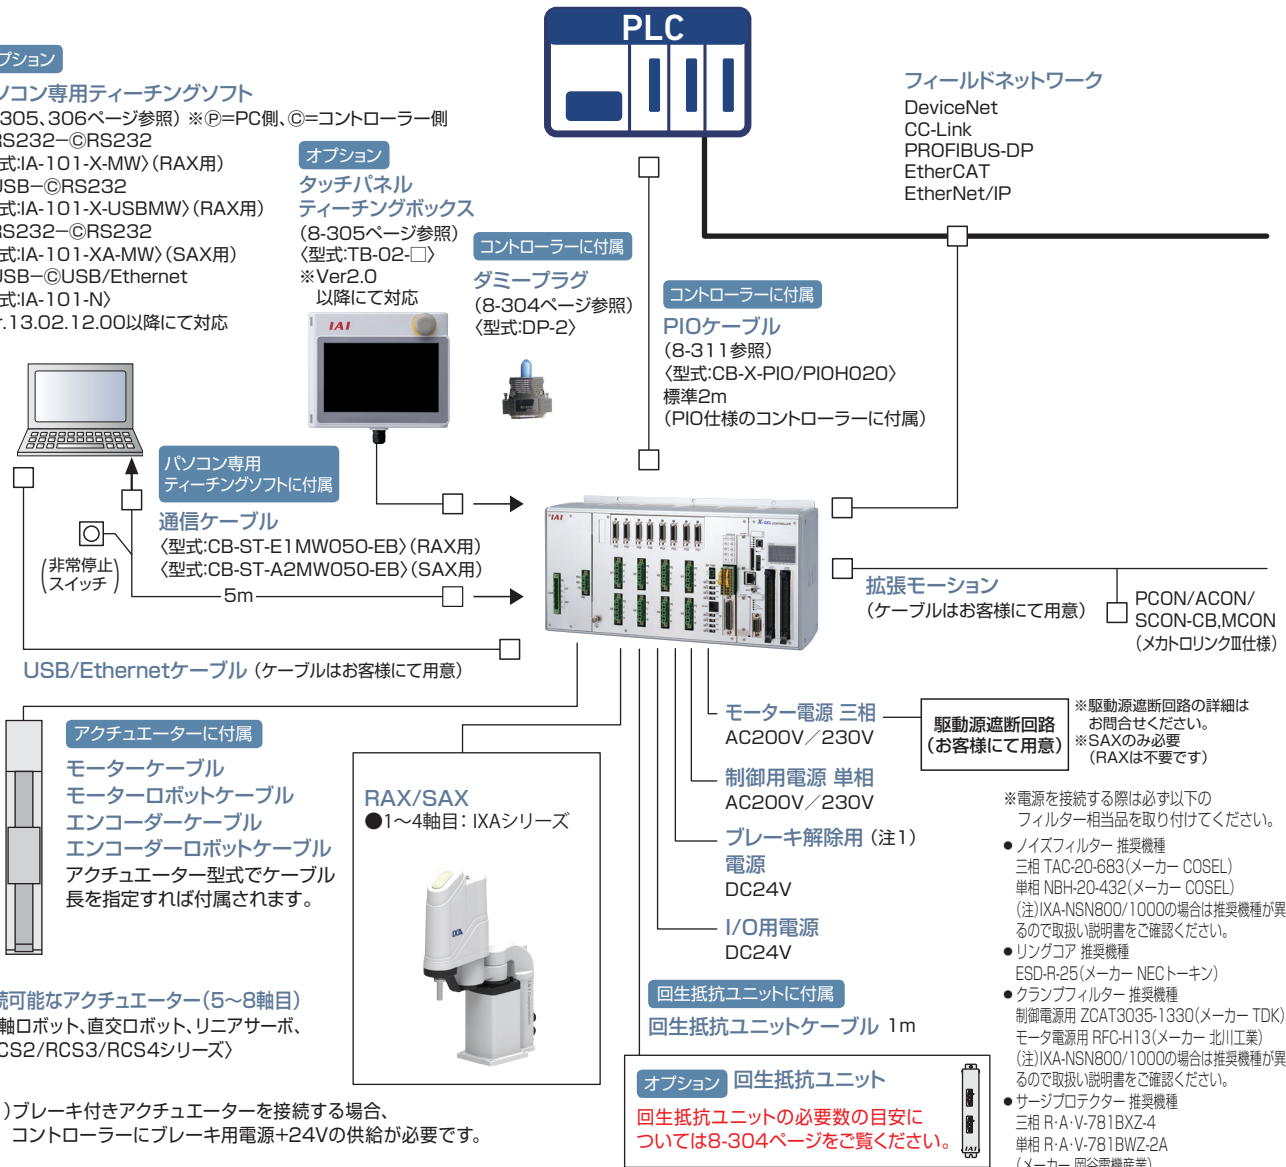 PLC
プション
ソコン専用ティーチングソフト
305、306ページ参照) ※Ⓟ=PC側、Ⓒ=コントローラー側
RS232−ⒸRS232
式:IA-101-X-MW〉(RAX用)
USB−ⒸRS232
式:IA-101-X-USBMW〉(RAX用)
RS232−ⒸRS232
式:IA-101-XA-MW〉(SAX用)
USB−ⒸUSB/Ethernet
式:IA-101-N〉
.13.02.12.00以降にて対応
オプション
タッチパネル
ティーチングボックス
(8-305ページ参照)
〈型式:TB-02-□〉
※Ver2.0
以降にて対応
IAI
コントローラーに付属
ダミープラグ
(8-304ページ参照)
〈型式:DP-2〉
コントローラーに付属
PIOケーブル
(8-311参照)
〈型式:CB-X-PIO/PIOH020〉
標準2m
(PIO仕様のコントローラーに付属)
フィールドネットワーク
DeviceNet
CC-Link
PROFIBUS-DP
EtherCAT
EtherNet/IP
パソコン専用
ティーチングソフトに付属
通信ケーブル
〈型式:CB-ST-E1MW050-EB〉(RAX用)
〈型式:CB-ST-A2MW050-EB〉(SAX用)
(非常停止
スイッチ)
5m
USB/Ethernetケーブル (ケーブルはお客様にて用意)
IAI
X-SEL CONTROLLER
拡張モーション
(ケーブルはお客様にて用意)
PCON/ACON/
SCON-CB,MCON
(メカトロリンクⅢ仕様)
アクチュエーターに付属
モーターケーブル
モーターロボットケーブル
エンコーダーケーブル
エンコーダーロボットケーブル
アクチュエーター型式でケーブル
長を指定すれば付属されます。
RAX/SAX
●1〜4軸目: IXAシリーズ
IXA
モーター電源 三相
AC200V/230V
制御用電源 単相
AC200V/230V
ブレーキ解除用 (注1)
電源
DC24V
I/O用電源
DC24V
駆動源遮断回路
(お客様にて用意)
※駆動源遮断回路の詳細は
お問合せください。
※SAXのみ必要
(RAXは不要です)
※電源を接続する際は必ず以下の
フィルター相当品を取り付けてください。
●ノイズフィルター 推奨機種
三相 TAC-20-683(メーカー COSEL)
単相 NBH-20-432(メーカー COSEL)
(注)IXA-NSN800/1000の場合は推奨機種が異
るので取扱い説明書をご確認ください。
●リングコア 推奨機種
ESD-R-25(メーカー NECトーキン)
●クランプフィルター 推奨機種
制御電源用 ZCAT3035-1330(メーカー TDK)
モータ電源用 RFC-H13(メーカー 北川工業)
(注)IXA-NSN800/1000の場合は推奨機種が異
るので取扱い説明書をご確認ください。
●サージプロテクター 推奨機種
三相 R・A・V-781BXZ-4
単相 R・A・V-781BWZ-2A
(メーカー 岡谷電機産業)
回生抵抗ユニットに付属
回生抵抗ユニットケーブル 1m
オプション 回生抵抗ユニット
回生抵抗ユニットの必要数の目安に
ついては8-304ページをご覧ください。
IAI
続可能なアクチュエーター(5〜8軸目)
軸ロボット、直交ロボット、リニアサーボ、
CS2/RCS3/RCS4シリーズ〉
)ブレーキ付きアクチュエーターを接続する場合、
コントローラーにブレーキ用電源+24Vの供給が必要です。